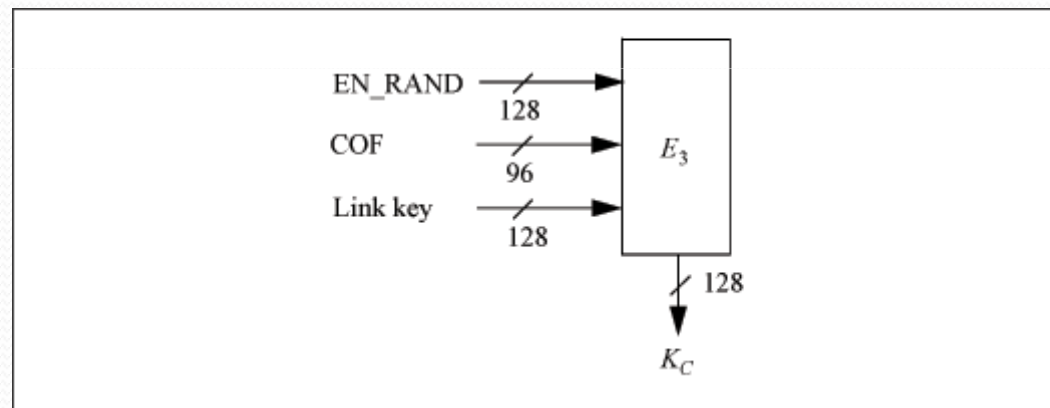 EN_RAND
128
COF
96
Link key
128
E3
128
KC